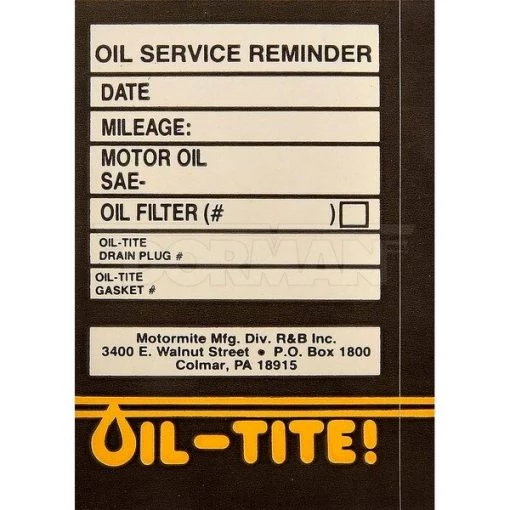 OIL SERVICE REMINDER
DATE
MILEAGE:
MOTOR OIL
SAE-
OIL FILTER (# )
OIL-TITE
DRAIN PLUG #
OIL-TITE
GASKET #
DORMAN
Motormite Mfg. Div. R&B Inc.
3400 E. Walnut Street • P.O. Box 1800
Colmar, PA 18915
OIL-TITE!